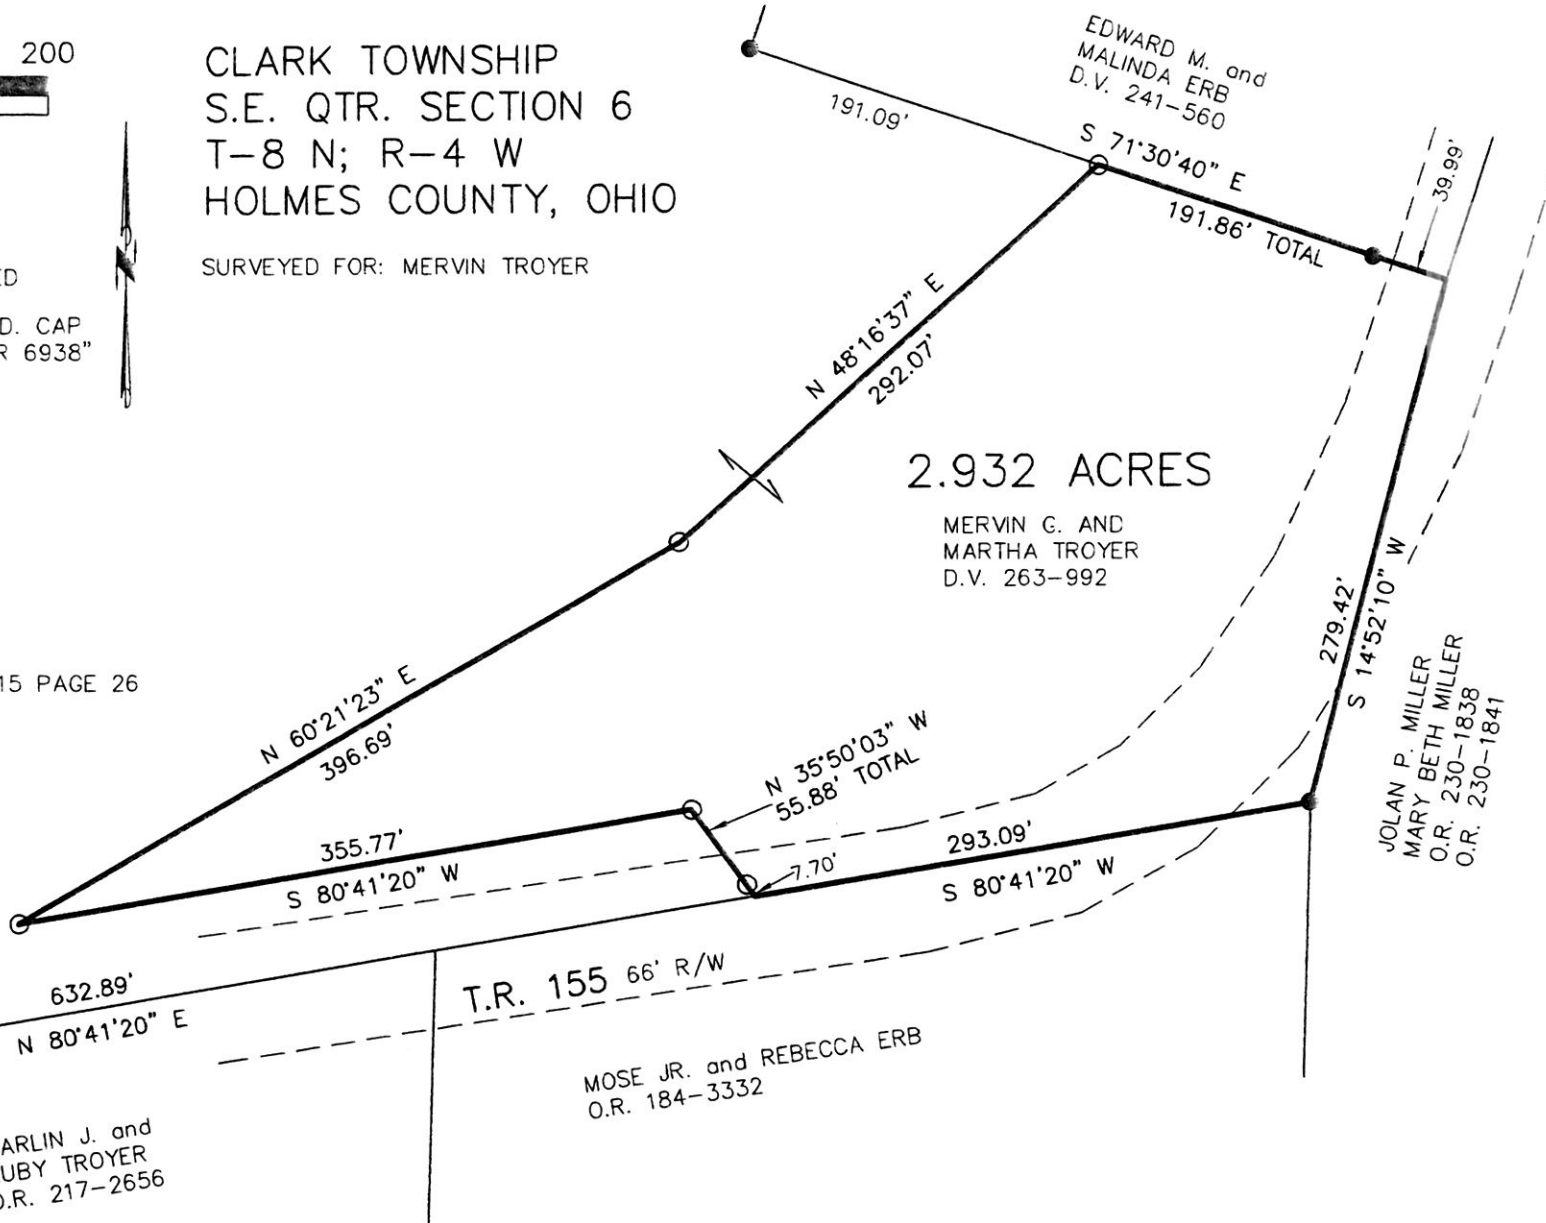 200
CLARK TOWNSHIP
S.E. QTR. SECTION 6
T-8 N; R-4 W
HOLMES COUNTY, OHIO
SURVEYED FOR: MERVIN TROYER
ED
D. CAP
R 6938"
15 PAGE 26
EDWARD M. and
MALINDA ERB
D.V. 241-560
191.09'
S 71°30'40" E
191.86' TOTAL
39.99'
N 48°16'37" E
292.07'
2.932 ACRES
MERVIN G. AND
MARTHA TROYER
D.V. 263-992
279.42'
S 14°52'10" W
JOLAN P. MILLER
MARY BETH MILLER
O.R. 230-1838
O.R. 230-1841
N 60°21'23" E
396.69'
N 35°50'03" W
55.88' TOTAL
355.77'
S 80°41'20" W
7.70'
293.09'
S 80°41'20" W
632.89'
N 80°41'20" E
T.R. 155 66' R/W
MOSE JR. and REBECCA ERB
O.R. 184-3332
ARLIN J. and
UBY TROYER
O.R. 217-2656